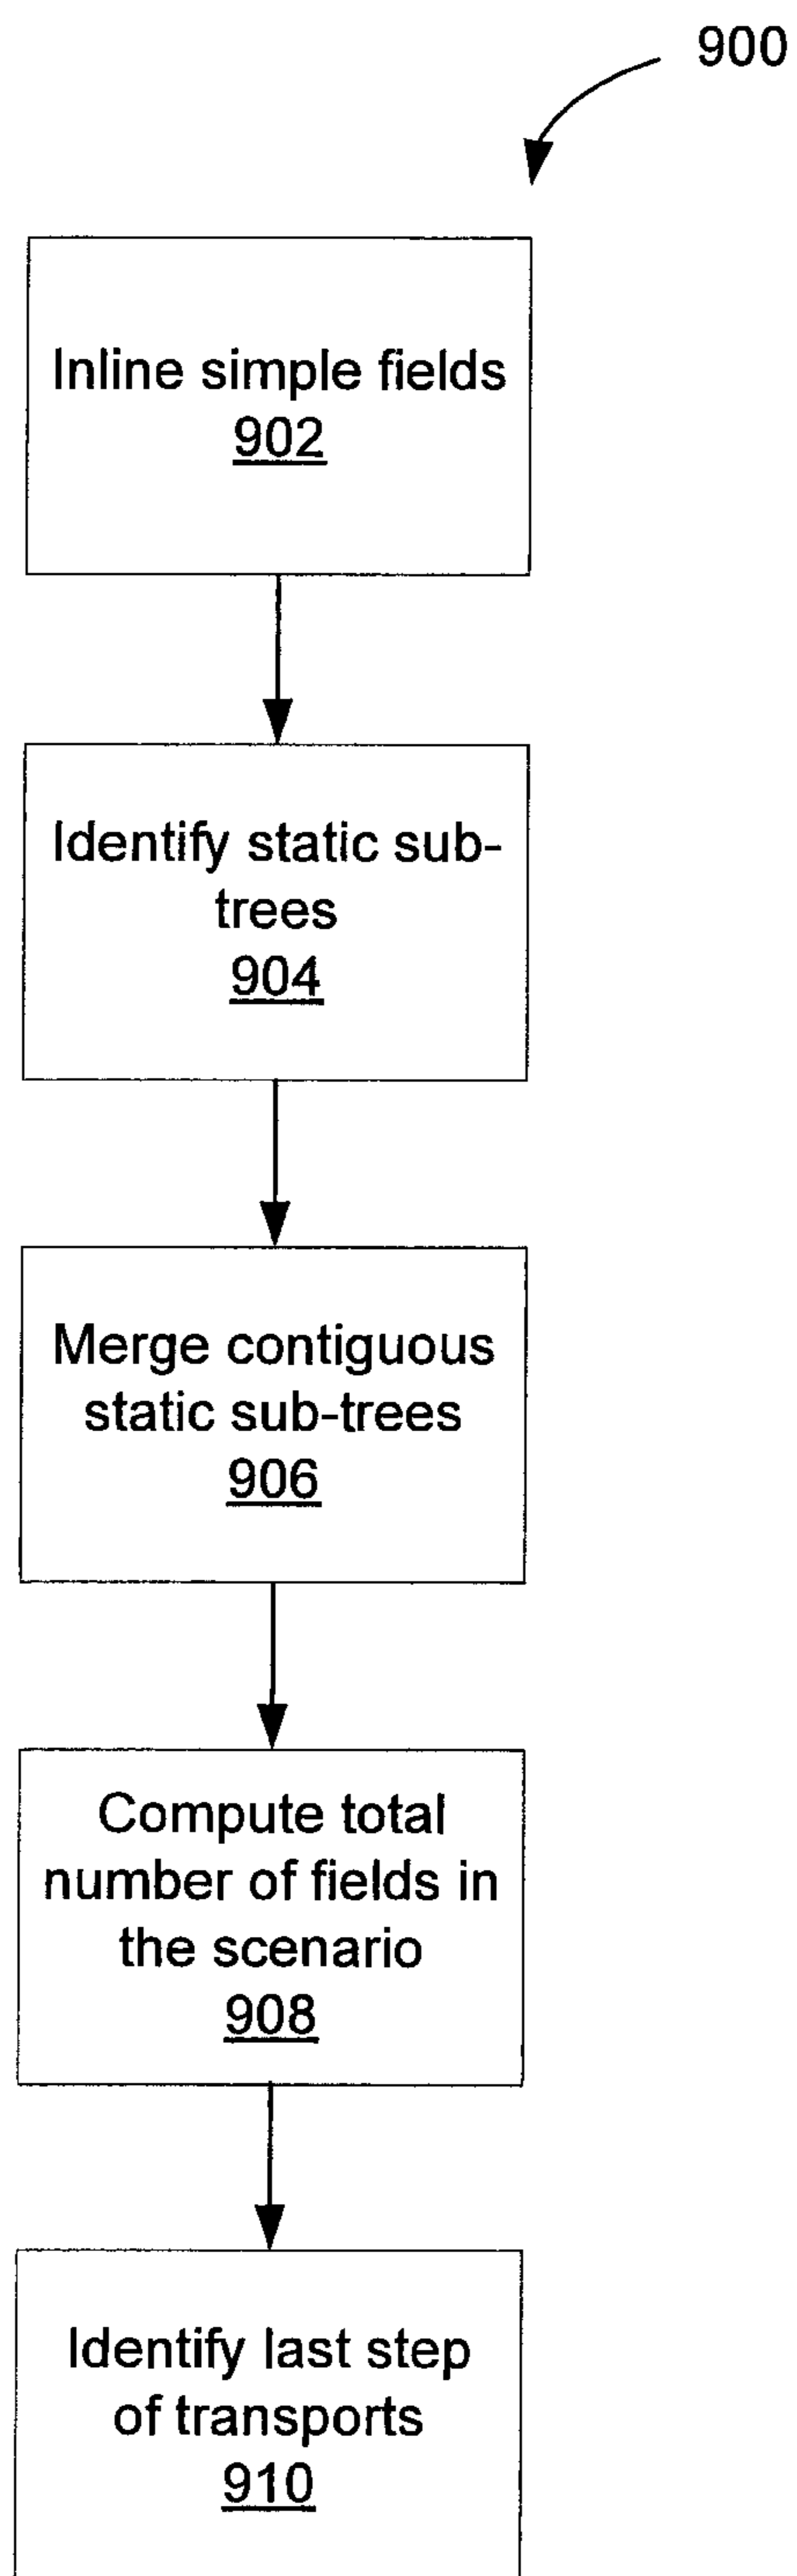 900
Inline simple fields
902
Identify static sub-
trees
904
Merge contiguous
static sub-trees
906
Compute total
number of fields in
the scenario
908
Identify last step
of transports
910